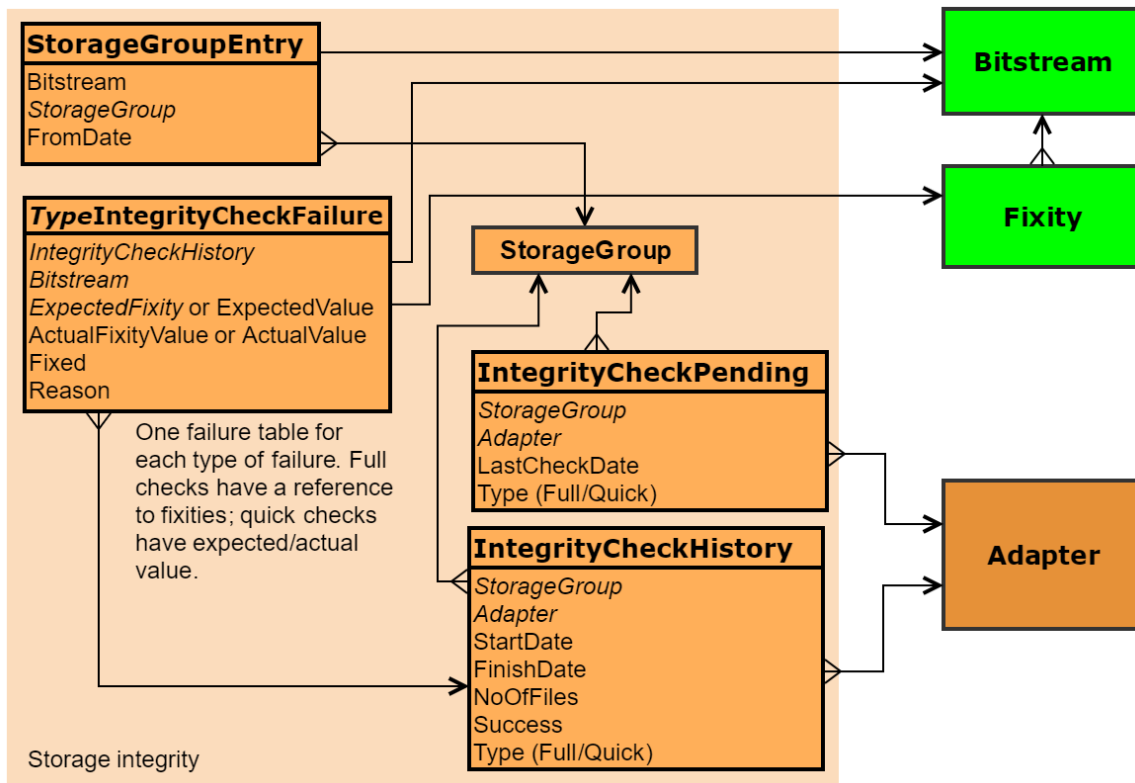 StorageGroupEntry
Bitstream
StorageGroup
FromDate
Bitstream
Fixity
TypeIntegrityCheckFailure
IntegrityCheckHistory
Bitstream
ExpectedFixity or ExpectedValue
ActualFixityValue or ActualValue
Fixed
Reason
StorageGroup
One failure table for
each type of failure. Full
checks have a reference
to fixities; quick checks
have expected/actual
value.
IntegrityCheckPending
StorageGroup
Adapter
LastCheckDate
Type (Full/Quick)
Adapter
IntegrityCheckHistory
StorageGroup
Adapter
StartDate
FinishDate
NoOfFiles
Success
Type (Full/Quick)
Storage integrity